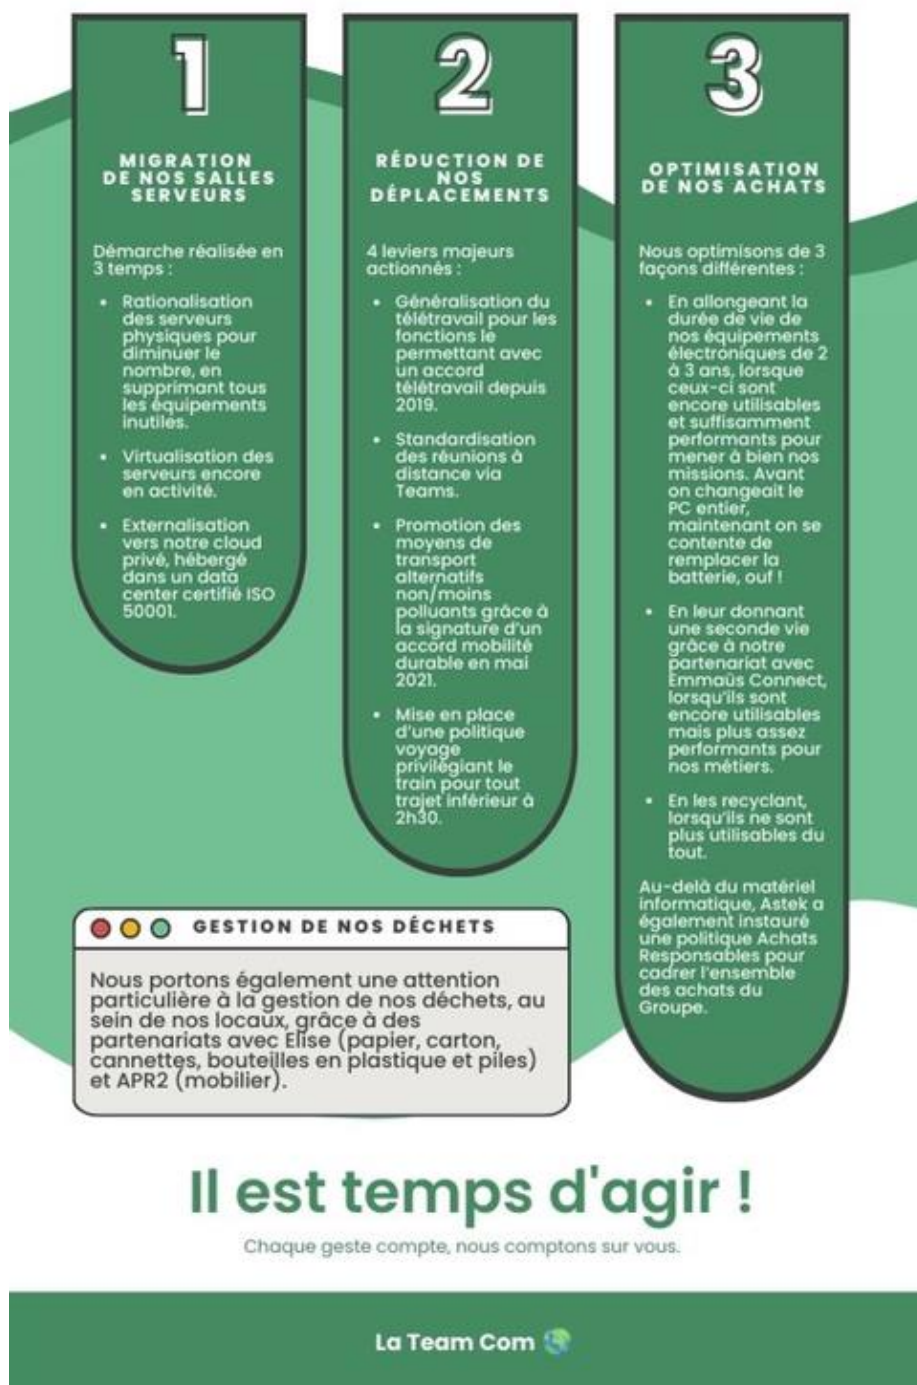 1
MIGRATION
DE NOS SALLES
SERVEURS
Démarche réalisée en
3 temps :
• Rationalisation
des serveurs
physiques pour
diminuer le
nombre, en
supprimant tous
les équipements
inutiles.
• Virtualisation des
serveurs encore
en activité.
• Externalisation
vers notre cloud
privé, hébergé
dans un data
center certifié ISO
50001.
2
RÉDUCTION DE
NOS
DÉPLACEMENTS
4 leviers majeurs
actionnés :
• Généralisation du
télétravail pour les
fonctions le
permettant avec
un accord
télétravail depuis
2019.
• Standardisation
des réunions à
distance via
Teams.
• Promotion des
moyens de
transport
alternatifs
non/moins
polluants grâce à
la signature d'un
accord mobilité
durable en mai
2021.
• Mise en place
d'une politique
voyage
privilégiant le
train pour tout
trajet inférieur à
2h30.
3
OPTIMISATION
DE NOS ACHATS
Nous optimisons de 3
façons différentes :
• En allongeant la
durée de vie de
nos équipements
électroniques de 2
à 3 ans, lorsque
ceux-ci sont
encore utilisables
et suffisamment
performants pour
mener à bien nos
missions. Avant
on changeait le
PC entier,
maintenant on se
contente de
remplacer la
batterie, ouf !
• En leur donnant
une seconde vie
grâce à notre
partenariat avec
Emmaüs Connect,
lorsqu'ils sont
encore utilisables
mais plus assez
performants pour
nos métiers.
• En les recyclant,
lorsqu'ils ne sont
plus utilisables du
tout.
Au-delà du matériel
informatique, Astek a
également instauré
une politique Achats
Responsables pour
cadrer l'ensemble
des achats du
Groupe.
GESTION DE NOS DÉCHETS
Nous portons également une attention
particulière à la gestion de nos déchets, au
sein de nos locaux, grâce à des
partenariats avec Elise (papier, carton,
cannettes, bouteilles en plastique et piles)
et APR2 (mobilier).
Il est temps d'agir !
Chaque geste compte, nous comptons sur vous.
La Team Com 🌍